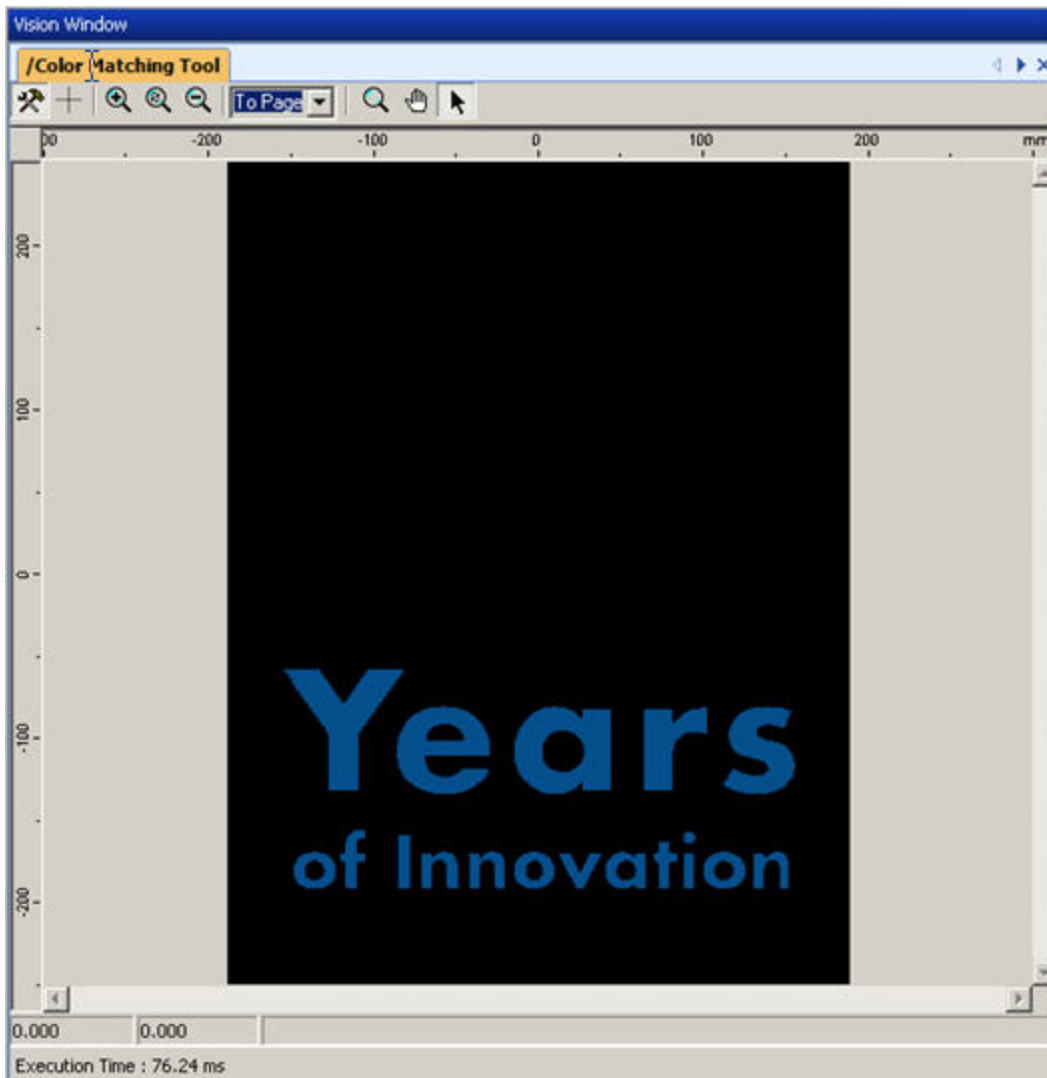 Vision Window
/Color Matching Tool
To Page
00 -200 -100 0 100 200 mm
200
100
0
-100
-200
Years
of Innovation
0.000 0.000
Execution Time : 76.24 ms